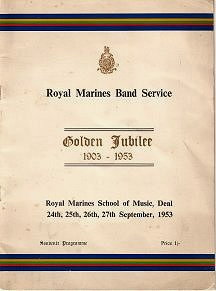 Royal Marines Band Service
Golden Jubilee
1903 - 1953
Royal Marines School of Music, Deal
24th, 25th, 26th, 27th September, 1953
Souvenir Programme Price 1/-